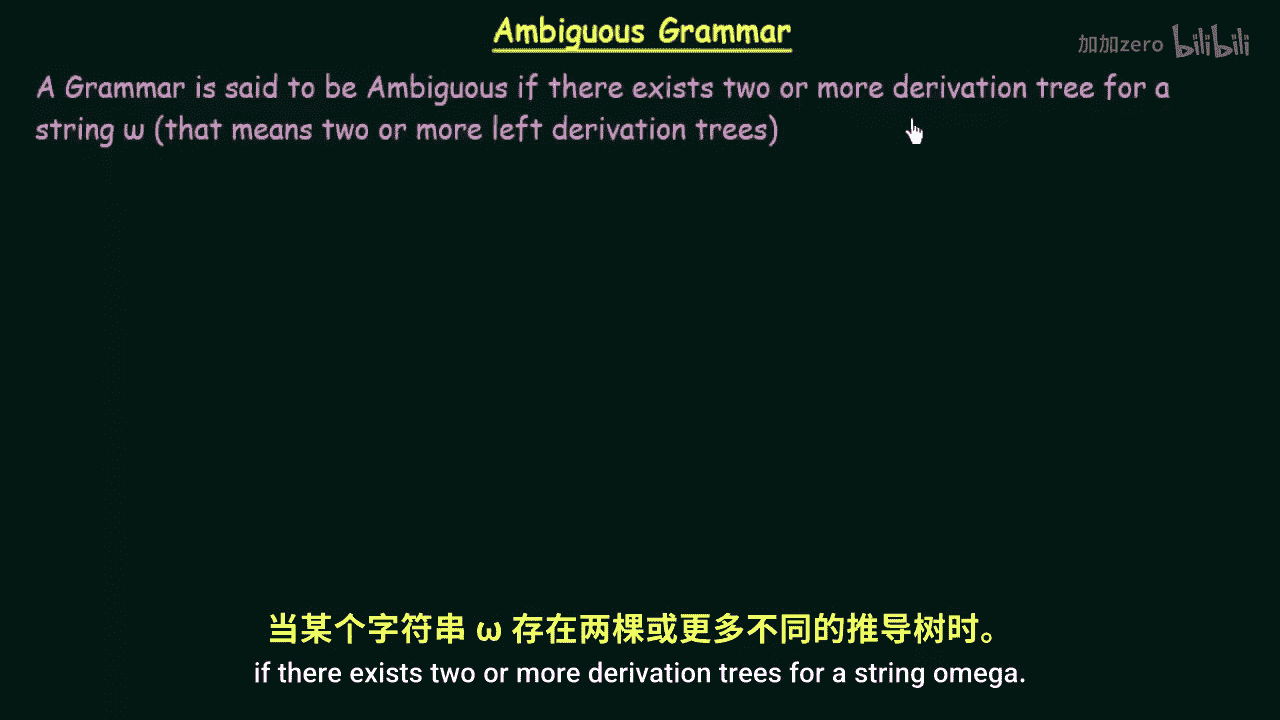 Ambiguous Grammar
加加zero bilibili
A Grammar is said to be Ambiguous if there exists two or more derivation tree for a
string ω (that means two or more left derivation trees)
当某个字符串 ω 存在两棵或更多不同的推导树时。
if there exists two or more derivation trees for a string omega.